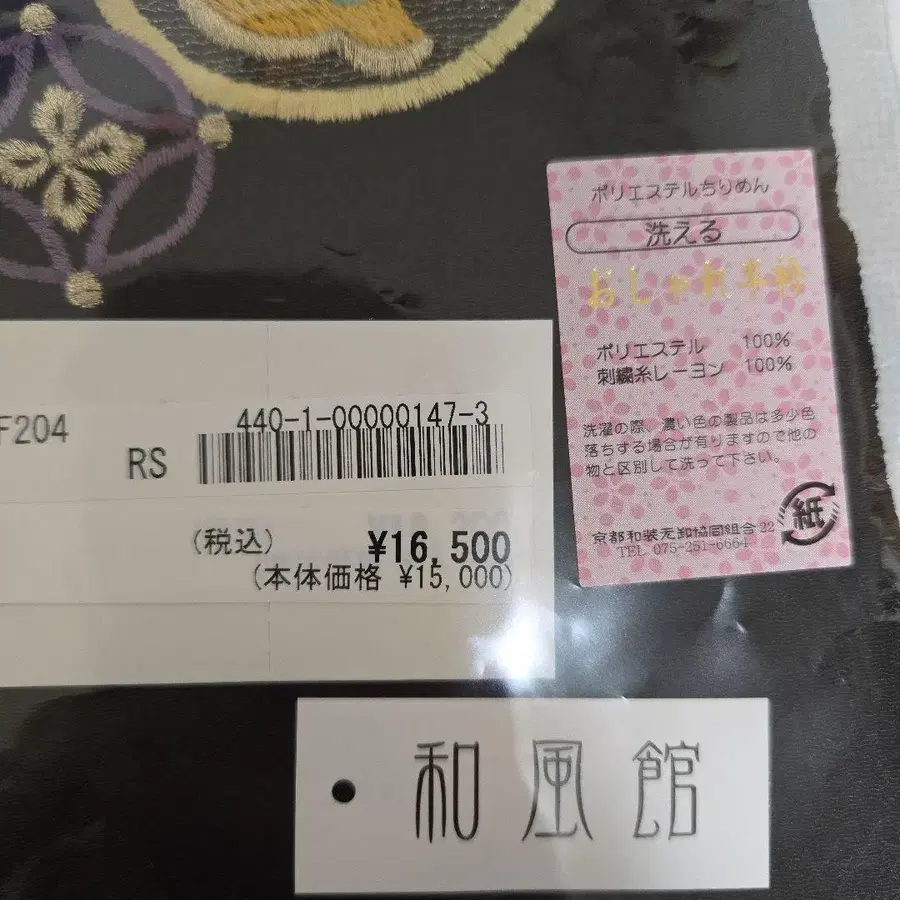 ポリエステルちりめん
洗える
おしゃれ半衿
ポリエステル 100%
刺繍糸レーヨン 100%
洗濯の際、濃い色の製品は多少色
落ちする場合が有りますので他の
物と区別して洗って下さい。
京都和装卸協同組合 22
TEL 075-251-6664
紙
F204
440-1-00000147-3
RS
(税込) ¥16,500
(本体価格 ¥15,000)
和風館